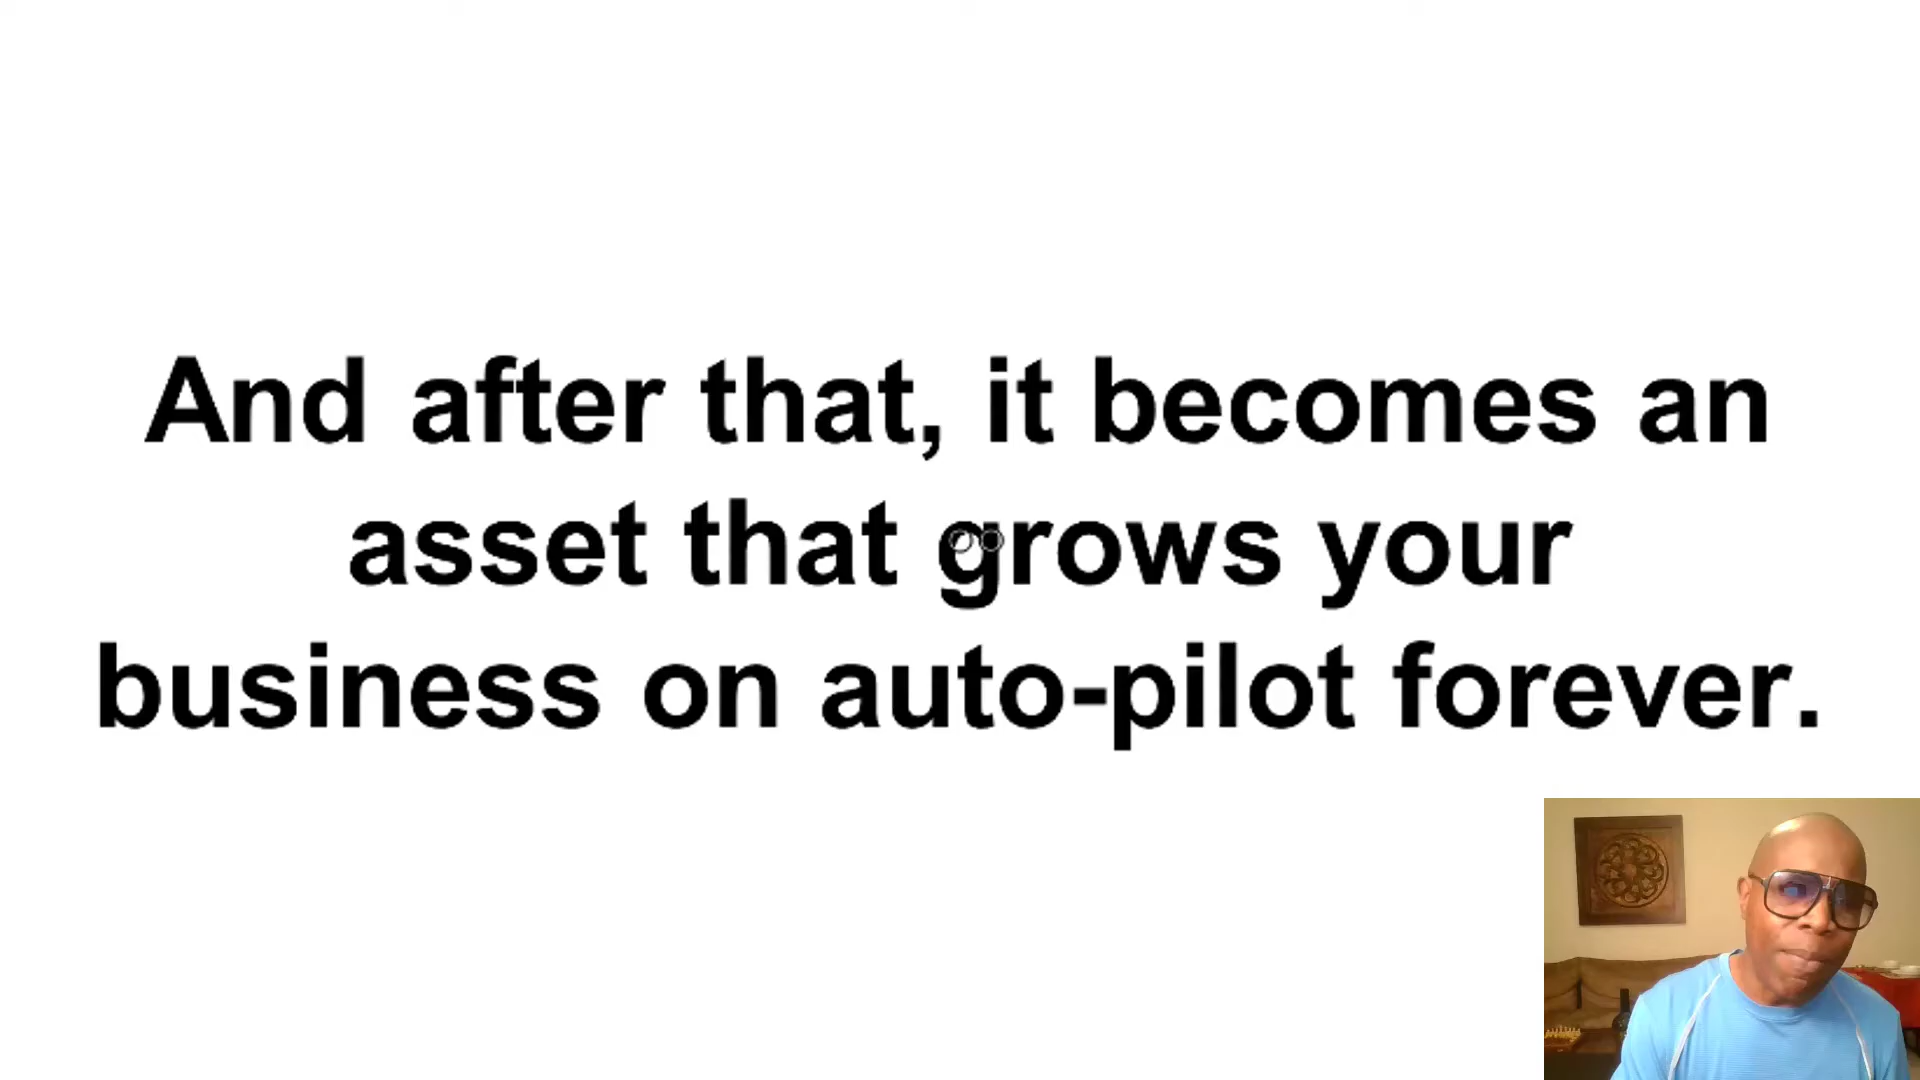 And after that, it becomes an
asset that grows your
business on auto-pilot forever.